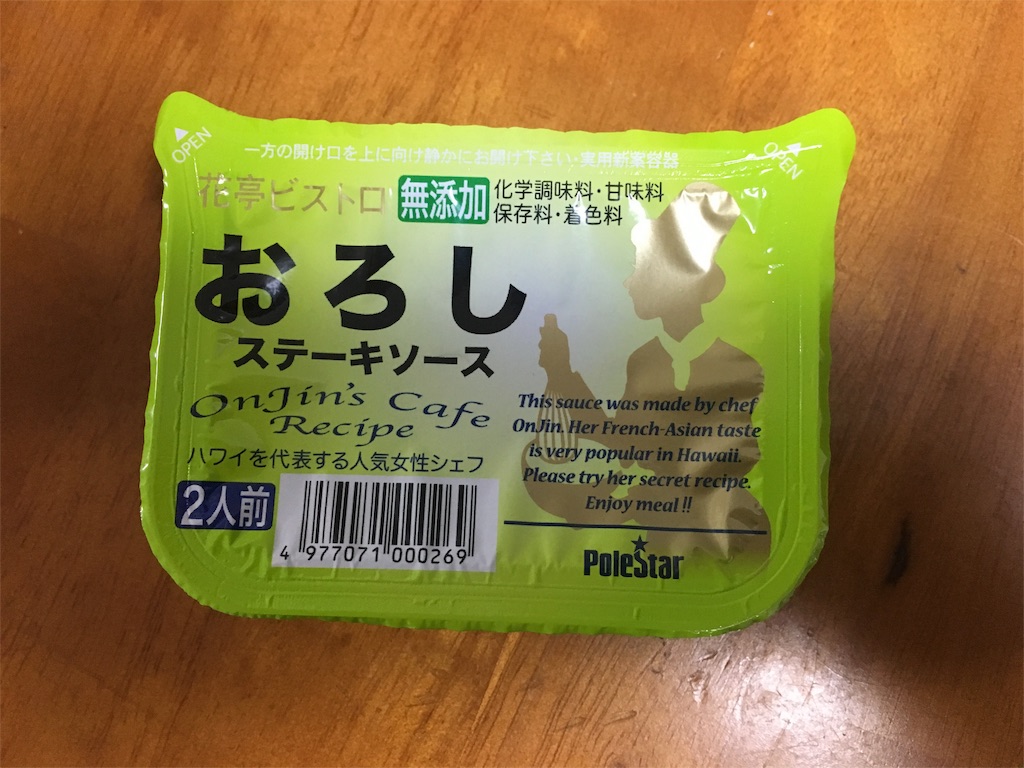 OPEN
OPEN
一方の開け口を上に向け静かにお開け下さい・実用新案容器
花亭ビストロ
無添加
化学調味料・甘味料
保存料・着色料
おろし
ステーキソース
OnJin's Cafe
Recipe
ハワイを代表する人気女性シェフ
This sauce was made by chef
OnJin. Her French-Asian taste
is very popular in Hawaii.
Please try her secret recipe.
Enjoy meal !!
2人前
4 977071 000269
PoleStar